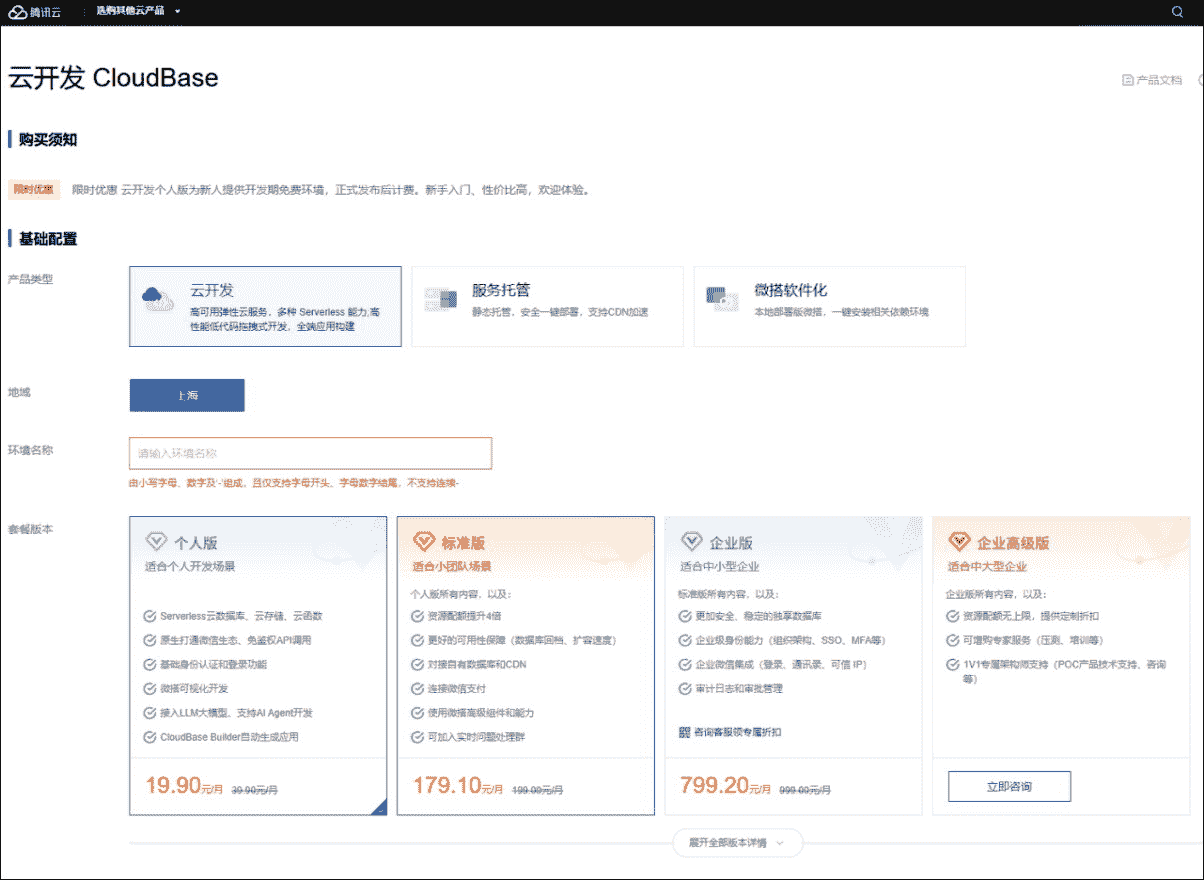 腾讯云
选购其他云产品
云开发 CloudBase
产品文档
购买须知
限时优惠 限时优惠 云开发个人版为新人提供开发期免费环境，正式发布后计费。新手入门、性价比高，欢迎体验。
基础配置
产品类型
云开发
高可用弹性云服务，多种 Serverless 能力,高
性能低代码拖拽式开发，全端应用构建
服务托管
静态托管，安全一键部署，支持CDN加速
微搭软件化
本地部署版微搭，一键安装相关依赖环境
地域
上海
环境名称
请输入环境名称
由小写字母、数字及'-'组成，且仅支持字母开头、字母数字结尾，不支持连续-
套餐版本
个人版
适合个人开发场景
Serverless云数据库、云存储、云函数
原生打通微信生态、免鉴权API调用
基础身份认证和登录功能
微搭可视化开发
接入LLM大模型，支持AI Agent开发
CloudBase Builder自动生成应用
19.90元/月 39.90元/月
标准版
适合小团队场景
个人版所有内容，以及：
资源配额提升4倍
更好的可用性保障（数据库回档、扩容速度）
对接自有数据库和CDN
连接微信支付
使用微搭高级组件和能力
可加入实时问题处理群
179.10元/月 199.00元/月
企业版
适合中小型企业
标准版所有内容，以及：
更加安全、稳定的独享数据库
企业级身份能力（组织架构、SSO、MFA等）
企业微信集成（登录、通讯录、可信 IP）
审计日志和审批管理
咨询客服领专属折扣
799.20元/月 999.00元/月
企业高级版
适合中大型企业
企业版所有内容，以及：
资源配额无上限，提供定制折扣
可增购专家服务（压测、培训等）
1V1专属架构师支持（POC产品技术支持、咨询
等）
立即咨询
展开全部版本详情